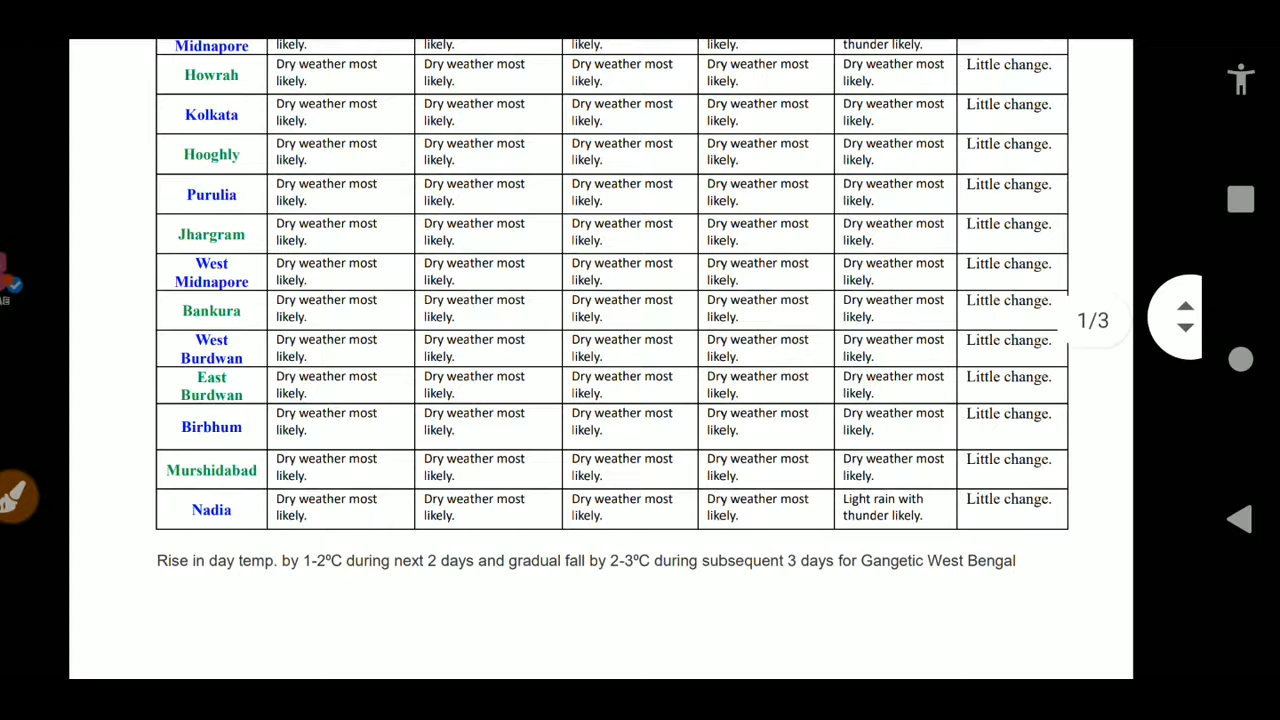 Midnapore likely. likely. likely. likely. thunder likely.
Howrah Dry weather most likely. Dry weather most likely. Dry weather most likely. Dry weather most likely. Dry weather most likely. Little change.
Kolkata Dry weather most likely. Dry weather most likely. Dry weather most likely. Dry weather most likely. Dry weather most likely. Little change.
Hooghly Dry weather most likely. Dry weather most likely. Dry weather most likely. Dry weather most likely. Dry weather most likely. Little change.
Purulia Dry weather most likely. Dry weather most likely. Dry weather most likely. Dry weather most likely. Dry weather most likely. Little change.
Jhargram Dry weather most likely. Dry weather most likely. Dry weather most likely. Dry weather most likely. Dry weather most likely. Little change.
West Midnapore Dry weather most likely. Dry weather most likely. Dry weather most likely. Dry weather most likely. Dry weather most likely. Little change.
Bankura Dry weather most likely. Dry weather most likely. Dry weather most likely. Dry weather most likely. Dry weather most likely. Little change.
1/3
West Burdwan Dry weather most likely. Dry weather most likely. Dry weather most likely. Dry weather most likely. Dry weather most likely. Little change.
East Burdwan Dry weather most likely. Dry weather most likely. Dry weather most likely. Dry weather most likely. Dry weather most likely. Little change.
Birbhum Dry weather most likely. Dry weather most likely. Dry weather most likely. Dry weather most likely. Dry weather most likely. Little change.
Murshidabad Dry weather most likely. Dry weather most likely. Dry weather most likely. Dry weather most likely. Dry weather most likely. Little change.
Nadia Dry weather most likely. Dry weather most likely. Dry weather most likely. Dry weather most likely. Light rain with thunder likely. Little change.
Rise in day temp. by 1-2ºC during next 2 days and gradual fall by 2-3ºC during subsequent 3 days for Gangetic West Bengal